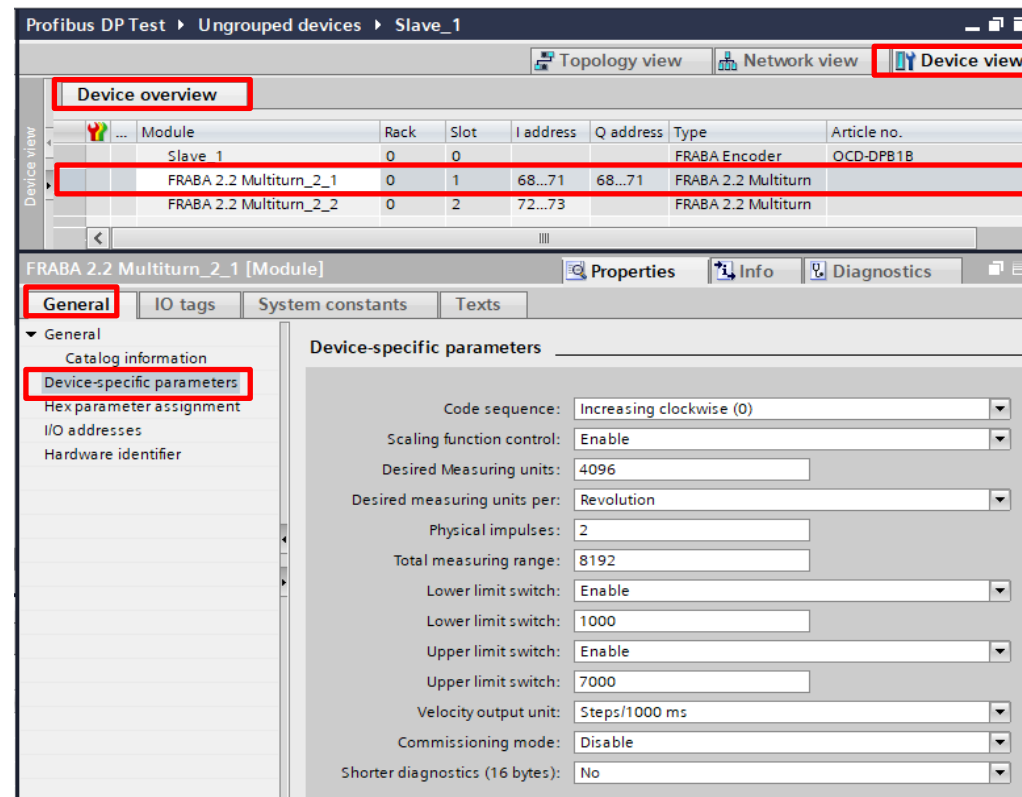 Profibus DP Test ▸ Ungrouped devices ▸ Slave_1
Topology view Network view Device view
Device overview
Device view
... Module Rack Slot I address Q address Type Article no.
Slave_1 0 0 FRABA Encoder OCD-DPB1B
FRABA 2.2 Multiturn_2_1 0 1 68...71 68...71 FRABA 2.2 Multiturn
FRABA 2.2 Multiturn_2_2 0 2 72...73 FRABA 2.2 Multiturn
FRABA 2.2 Multiturn_2_1 [Module] Properties Info Diagnostics
General IO tags System constants Texts
General
Catalog information
Device-specific parameters
Hex parameter assignment
I/O addresses
Hardware identifier
Device-specific parameters
Code sequence: Increasing clockwise (0)
Scaling function control: Enable
Desired Measuring units: 4096
Desired measuring units per: Revolution
Physical impulses: 2
Total measuring range: 8192
Lower limit switch: Enable
Lower limit switch: 1000
Upper limit switch: Enable
Upper limit switch: 7000
Velocity output unit: Steps/1000 ms
Commissioning mode: Disable
Shorter diagnostics (16 bytes): No